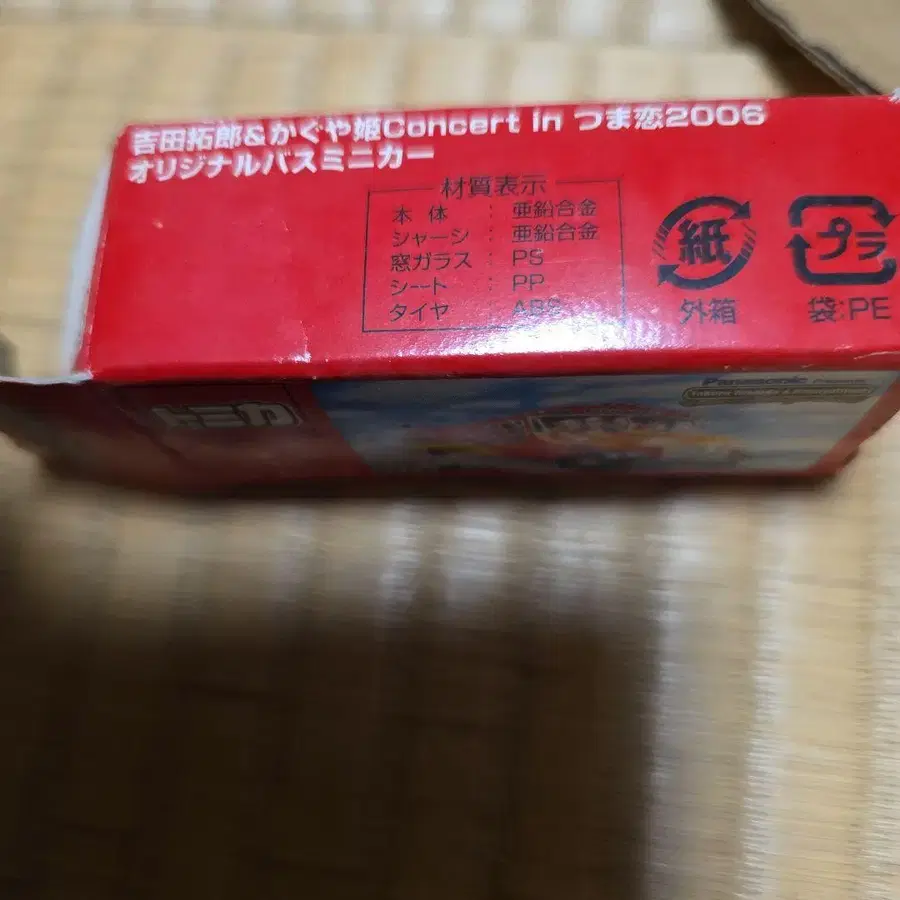 吉田拓郎&かぐや姫Concert in つま恋2006
オリジナルバスミニカー
材質表示
本 体 : 亜鉛合金
シャーシ : 亜鉛合金
窓ガラス : PS
シート : PP
タイヤ : ABS
紙
外箱
プラ
袋:PE
トミカ
Panasonic